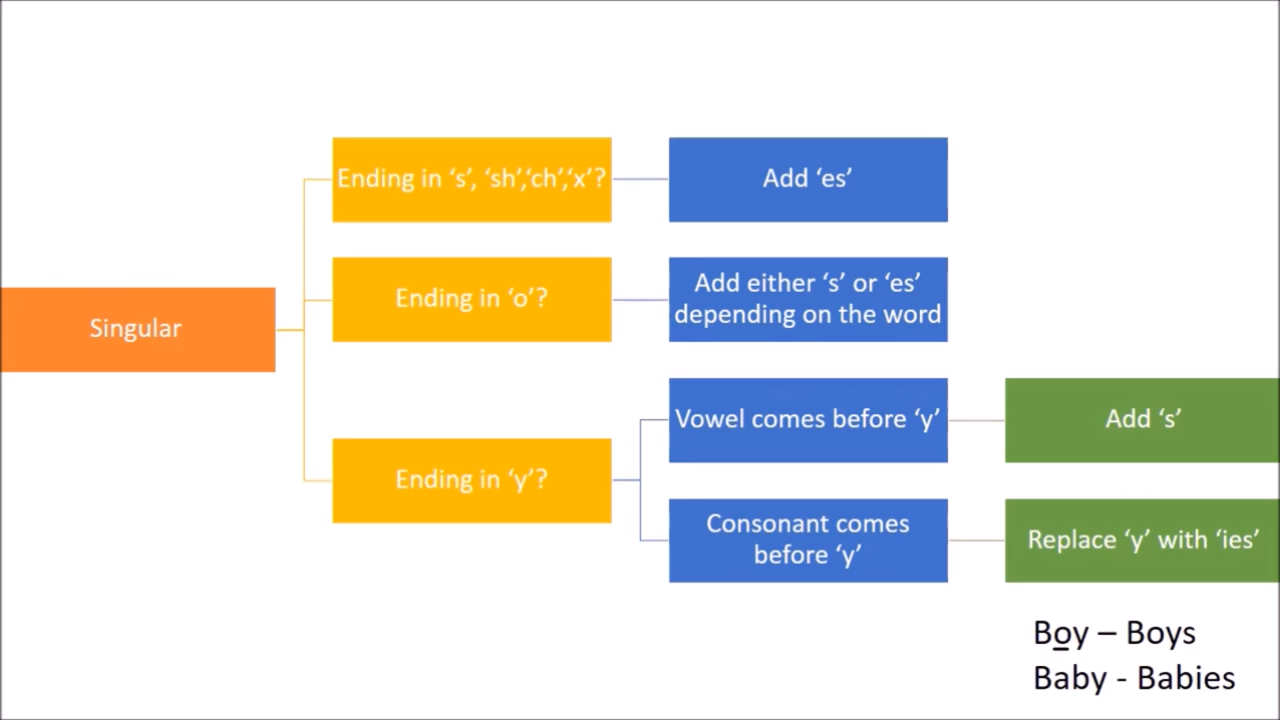 Singular
Ending in ‘s’, ‘sh’,‘ch’,‘x’?
Add ‘es’
Ending in ‘o’?
Add either ‘s’ or ‘es’
depending on the word
Ending in ‘y’?
Vowel comes before ‘y’
Add ‘s’
Consonant comes
before ‘y’
Replace ‘y’ with ‘ies’
Boy – Boys
Baby - Babies